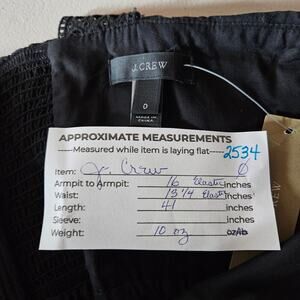 J.CREW
0
MADE IN
CHINA
APPROXIMATE MEASUREMENTS
-----Measured while item is laying flat-----2534
Item: J. Crew 0
Armpit to Armpit: 16 Elastic inches
Waist: 13 1/4 Elastic inches
Length: 41 inches
Sleeve: inches
Weight: 10 oz oz/lb
CREW